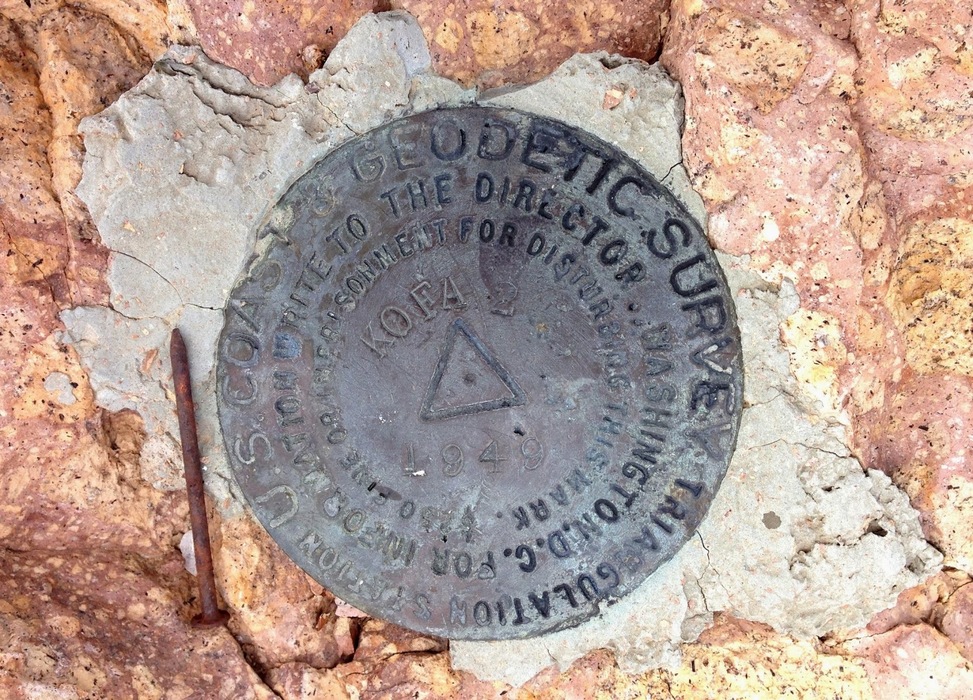 U.S. COAST & GEODETIC SURVEY
TRIANGULATION STATION
FOR INFORMATION WRITE TO THE DIRECTOR, WASHINGTON, D.C.
$250 FINE OR IMPRISONMENT FOR DISTURBING THIS MARK.
KOFA 2
1949